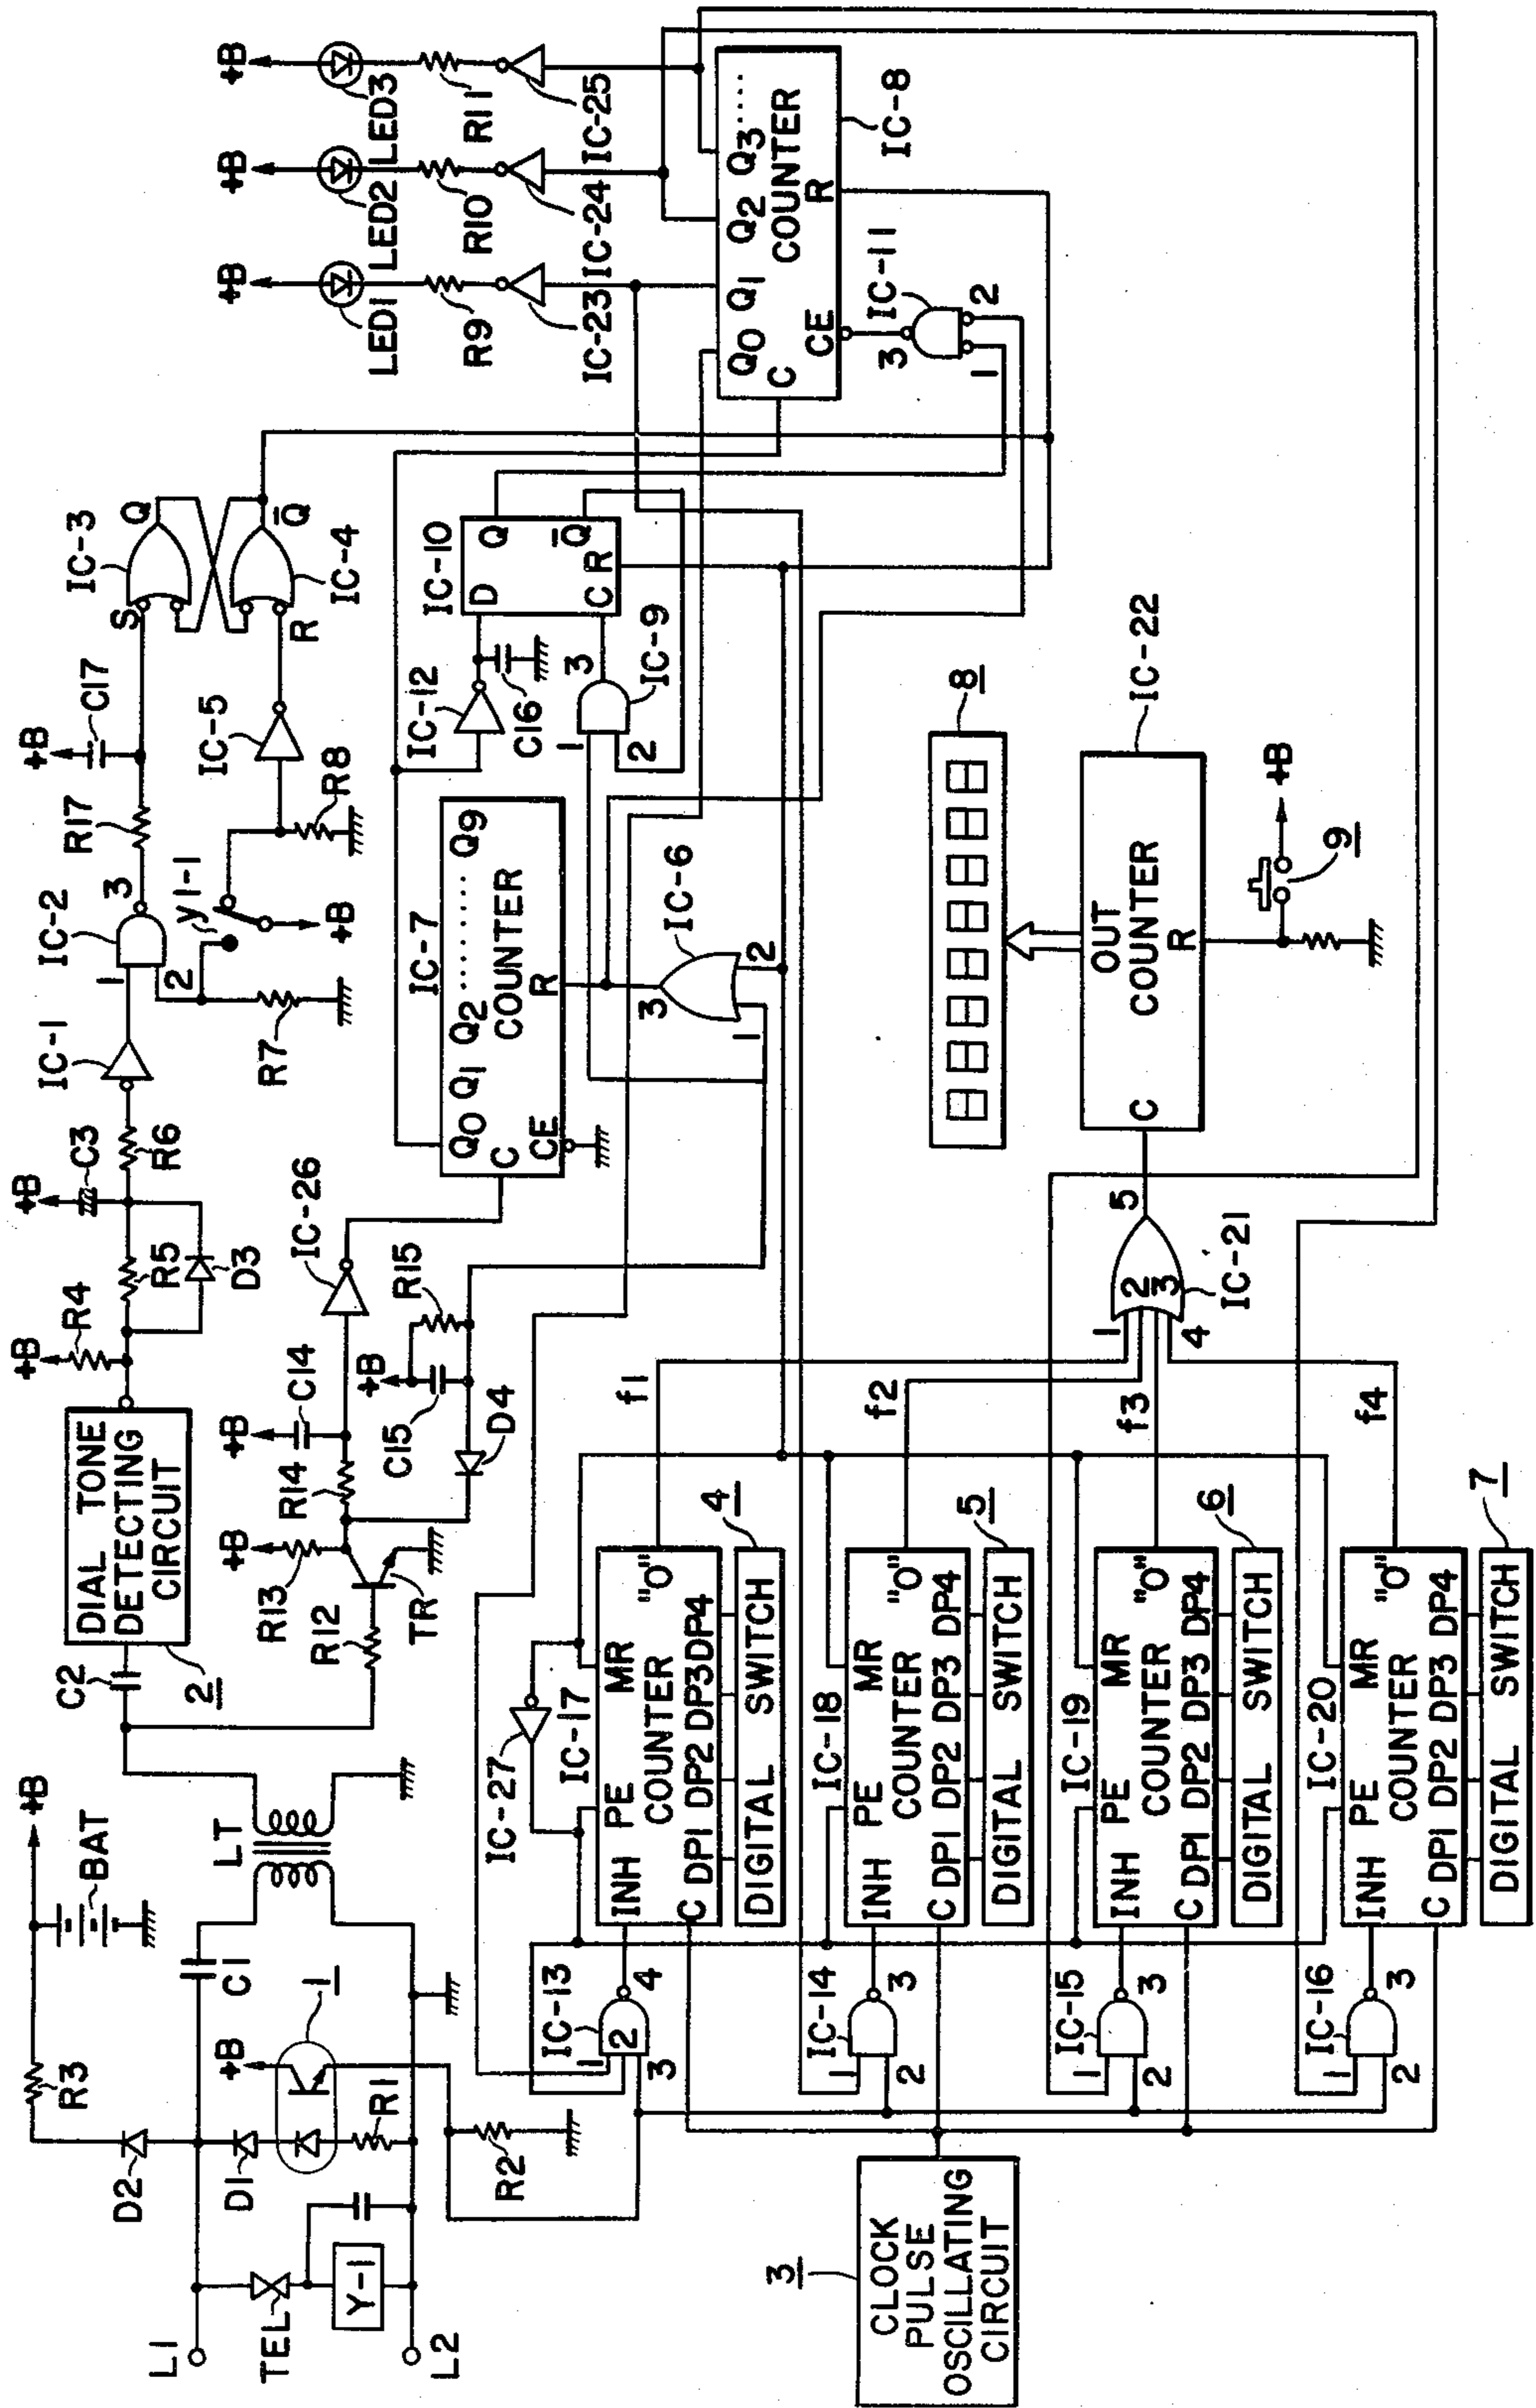 L1
L2
TEL
Y-1
D2
D1
R1
R2
R3
+B
BAT
C1
LT
+B
1
C2
DIAL TONE
DETECTING
CIRCUIT
2
+B
R4
R5
D3
+B
C3
R6
IC-1
1
2
3
IC-2
R7
y1-1
+B
R8
R17
+B
C17
IC-5
S
R
IC-3
Q
Q̅
IC-4
R12
TR
+B
R13
R14
+B
C14
IC-26
+B
C15
R15
D4
IC-7
Q0 Q1 Q2 ........ Q9
COUNTER
C
CE
R
IC-6
1
2
3
IC-12
C16
IC-9
1
2
3
IC-10
D
Q
Q̅
C R
+B
LED1
R9
IC-23
+B
LED2
R10
IC-24
+B
LED3
R11
IC-25
Q0 Q1 Q2 Q3 .....
COUNTER
C
CE
R
IC-8
IC-11
1
2
3
IC-27
IC-13
1
2
3
4
IC-17
INH PE MR "O"
COUNTER
C DP1 DP2 DP3 DP4
DIGITAL SWITCH
4
IC-14
1
2
3
IC-18
INH PE MR "O"
COUNTER
C DP1 DP2 DP3 DP4
DIGITAL SWITCH
5
IC-15
1
2
3
IC-19
INH PE MR "O"
COUNTER
C DP1 DP2 DP3 DP4
DIGITAL SWITCH
6
IC-16
1
2
3
IC-20
INH PE MR "O"
COUNTER
C DP1 DP2 DP3 DP4
DIGITAL SWITCH
7
f1
f2
f3
f4
1
2
3
4
5
IC-21
C
OUT
COUNTER
R
IC-22
8
+B
9
3
CLOCK
PULSE
OSCILLATING
CIRCUIT